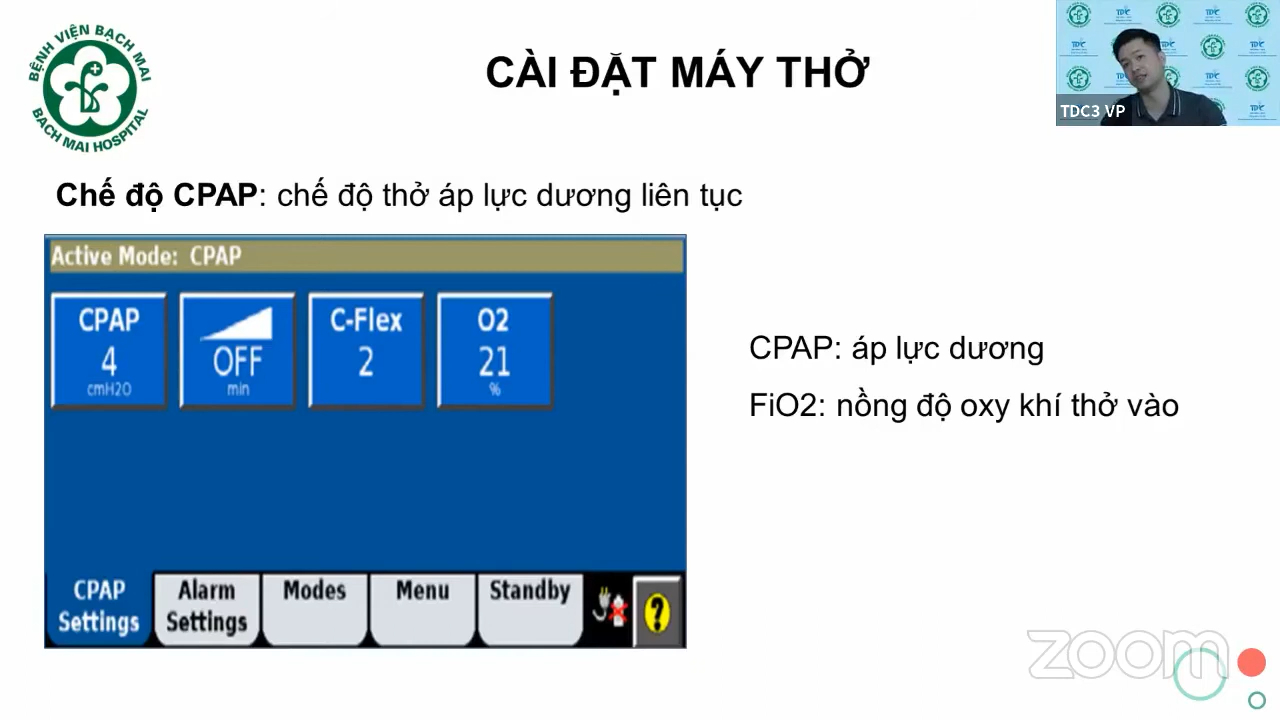 BỆNH VIỆN BẠCH MAI
BACH MAI HOSPITAL
CÀI ĐẶT MÁY THỞ
TDC3 VP
Chế độ CPAP: chế độ thở áp lực dương liên tục
Active Mode: CPAP
CPAP
4
cmH2O
OFF
min
C-Flex
2
O2
21
%
CPAP: áp lực dương
FiO2: nồng độ oxy khí thở vào
CPAP Settings
Alarm Settings
Modes
Menu
Standby
?
zoom